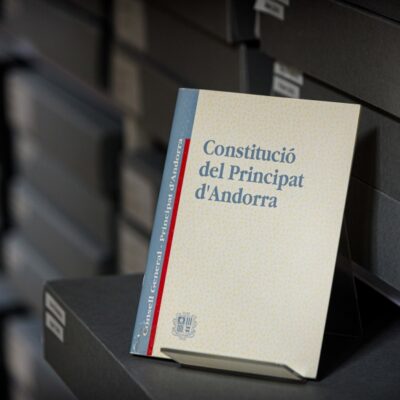 Constitució
del Principat
d'Andorra
Consell General - Principat d'Andorra